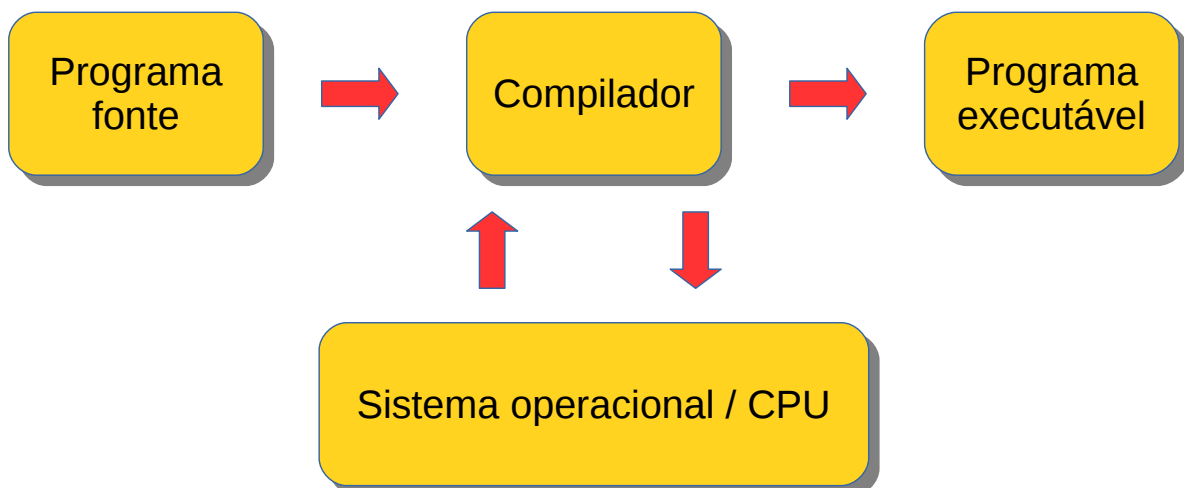 Programa
fonte
Compilador
Programa
executável
Sistema operacional / CPU